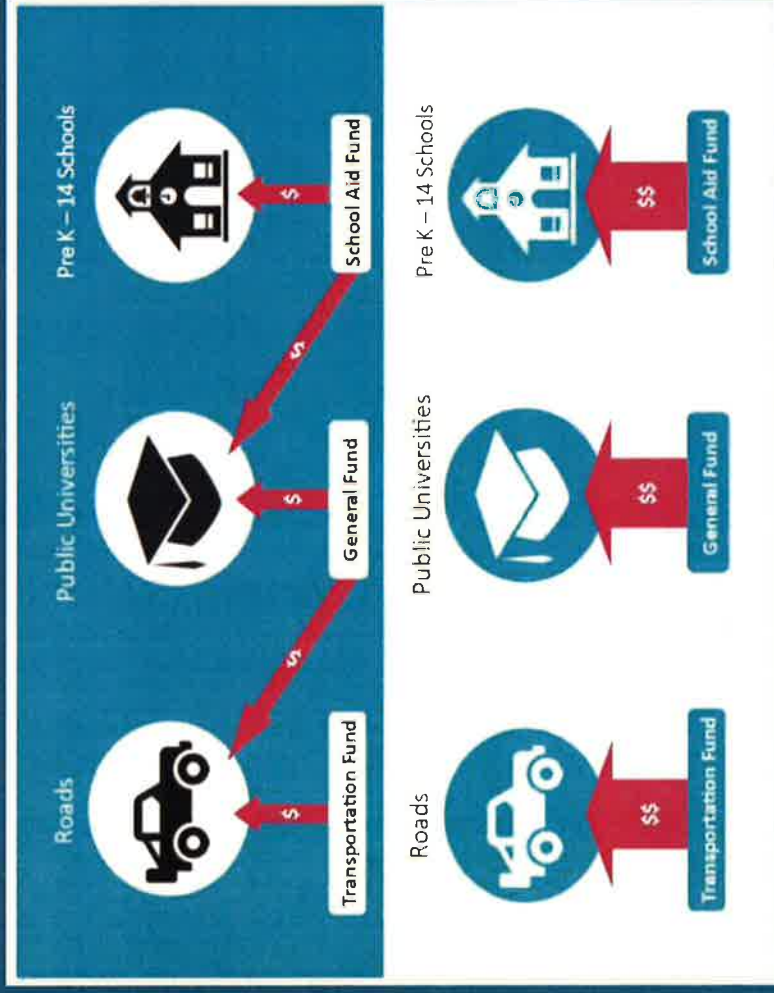 Roads
Public Universities
Pre K – 14 Schools
$
$
$
$
$
Transportation Fund
General Fund
School Aid Fund
Roads
Public Universities
Pre K – 14 Schools
$$
$$
$$
Transportation Fund
General Fund
School Aid Fund